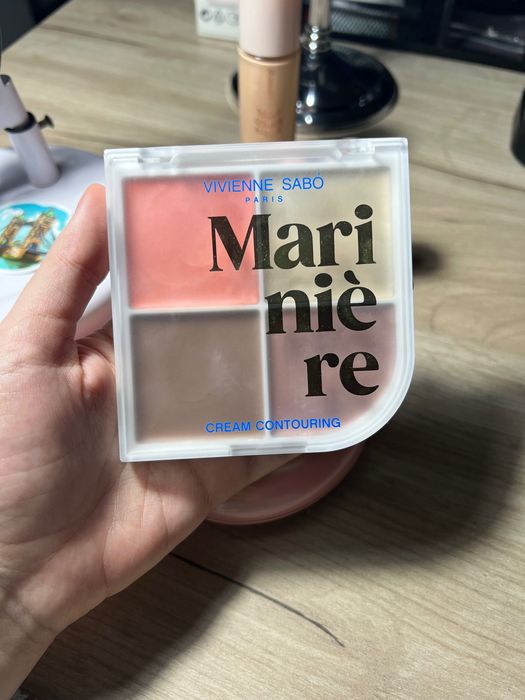 VIVIENNE SABÓ
PARIS
Mari
niè
re
CREAM CONTOURING